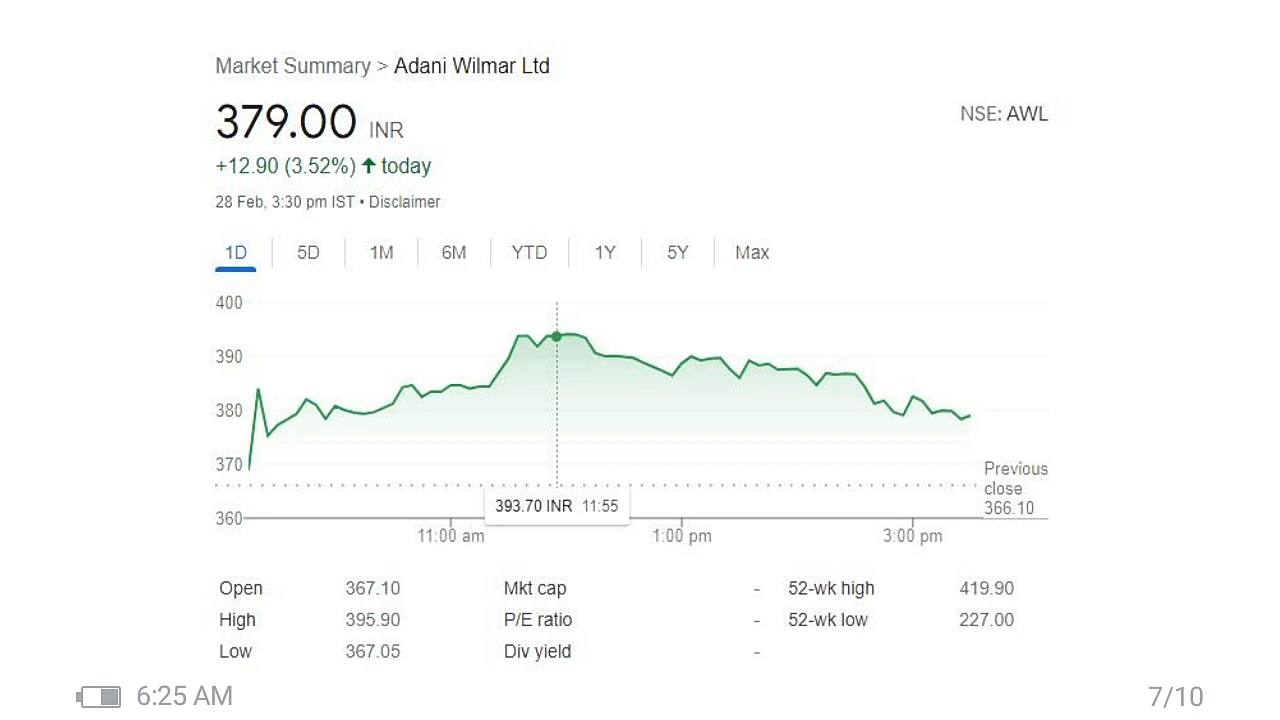 Market Summary > Adani Wilmar Ltd
379.00 INR
NSE: AWL
+12.90 (3.52%) ↑ today
28 Feb, 3:30 pm IST • Disclaimer
1D 5D 1M 6M YTD 1Y 5Y Max
400
390
380
370
360
Previous
close
366.10
393.70 INR 11:55
11:00 am 1:00 pm 3:00 pm
Open 367.10 Mkt cap - 52-wk high 419.90
High 395.90 P/E ratio - 52-wk low 227.00
Low 367.05 Div yield -
6:25 AM 7/10